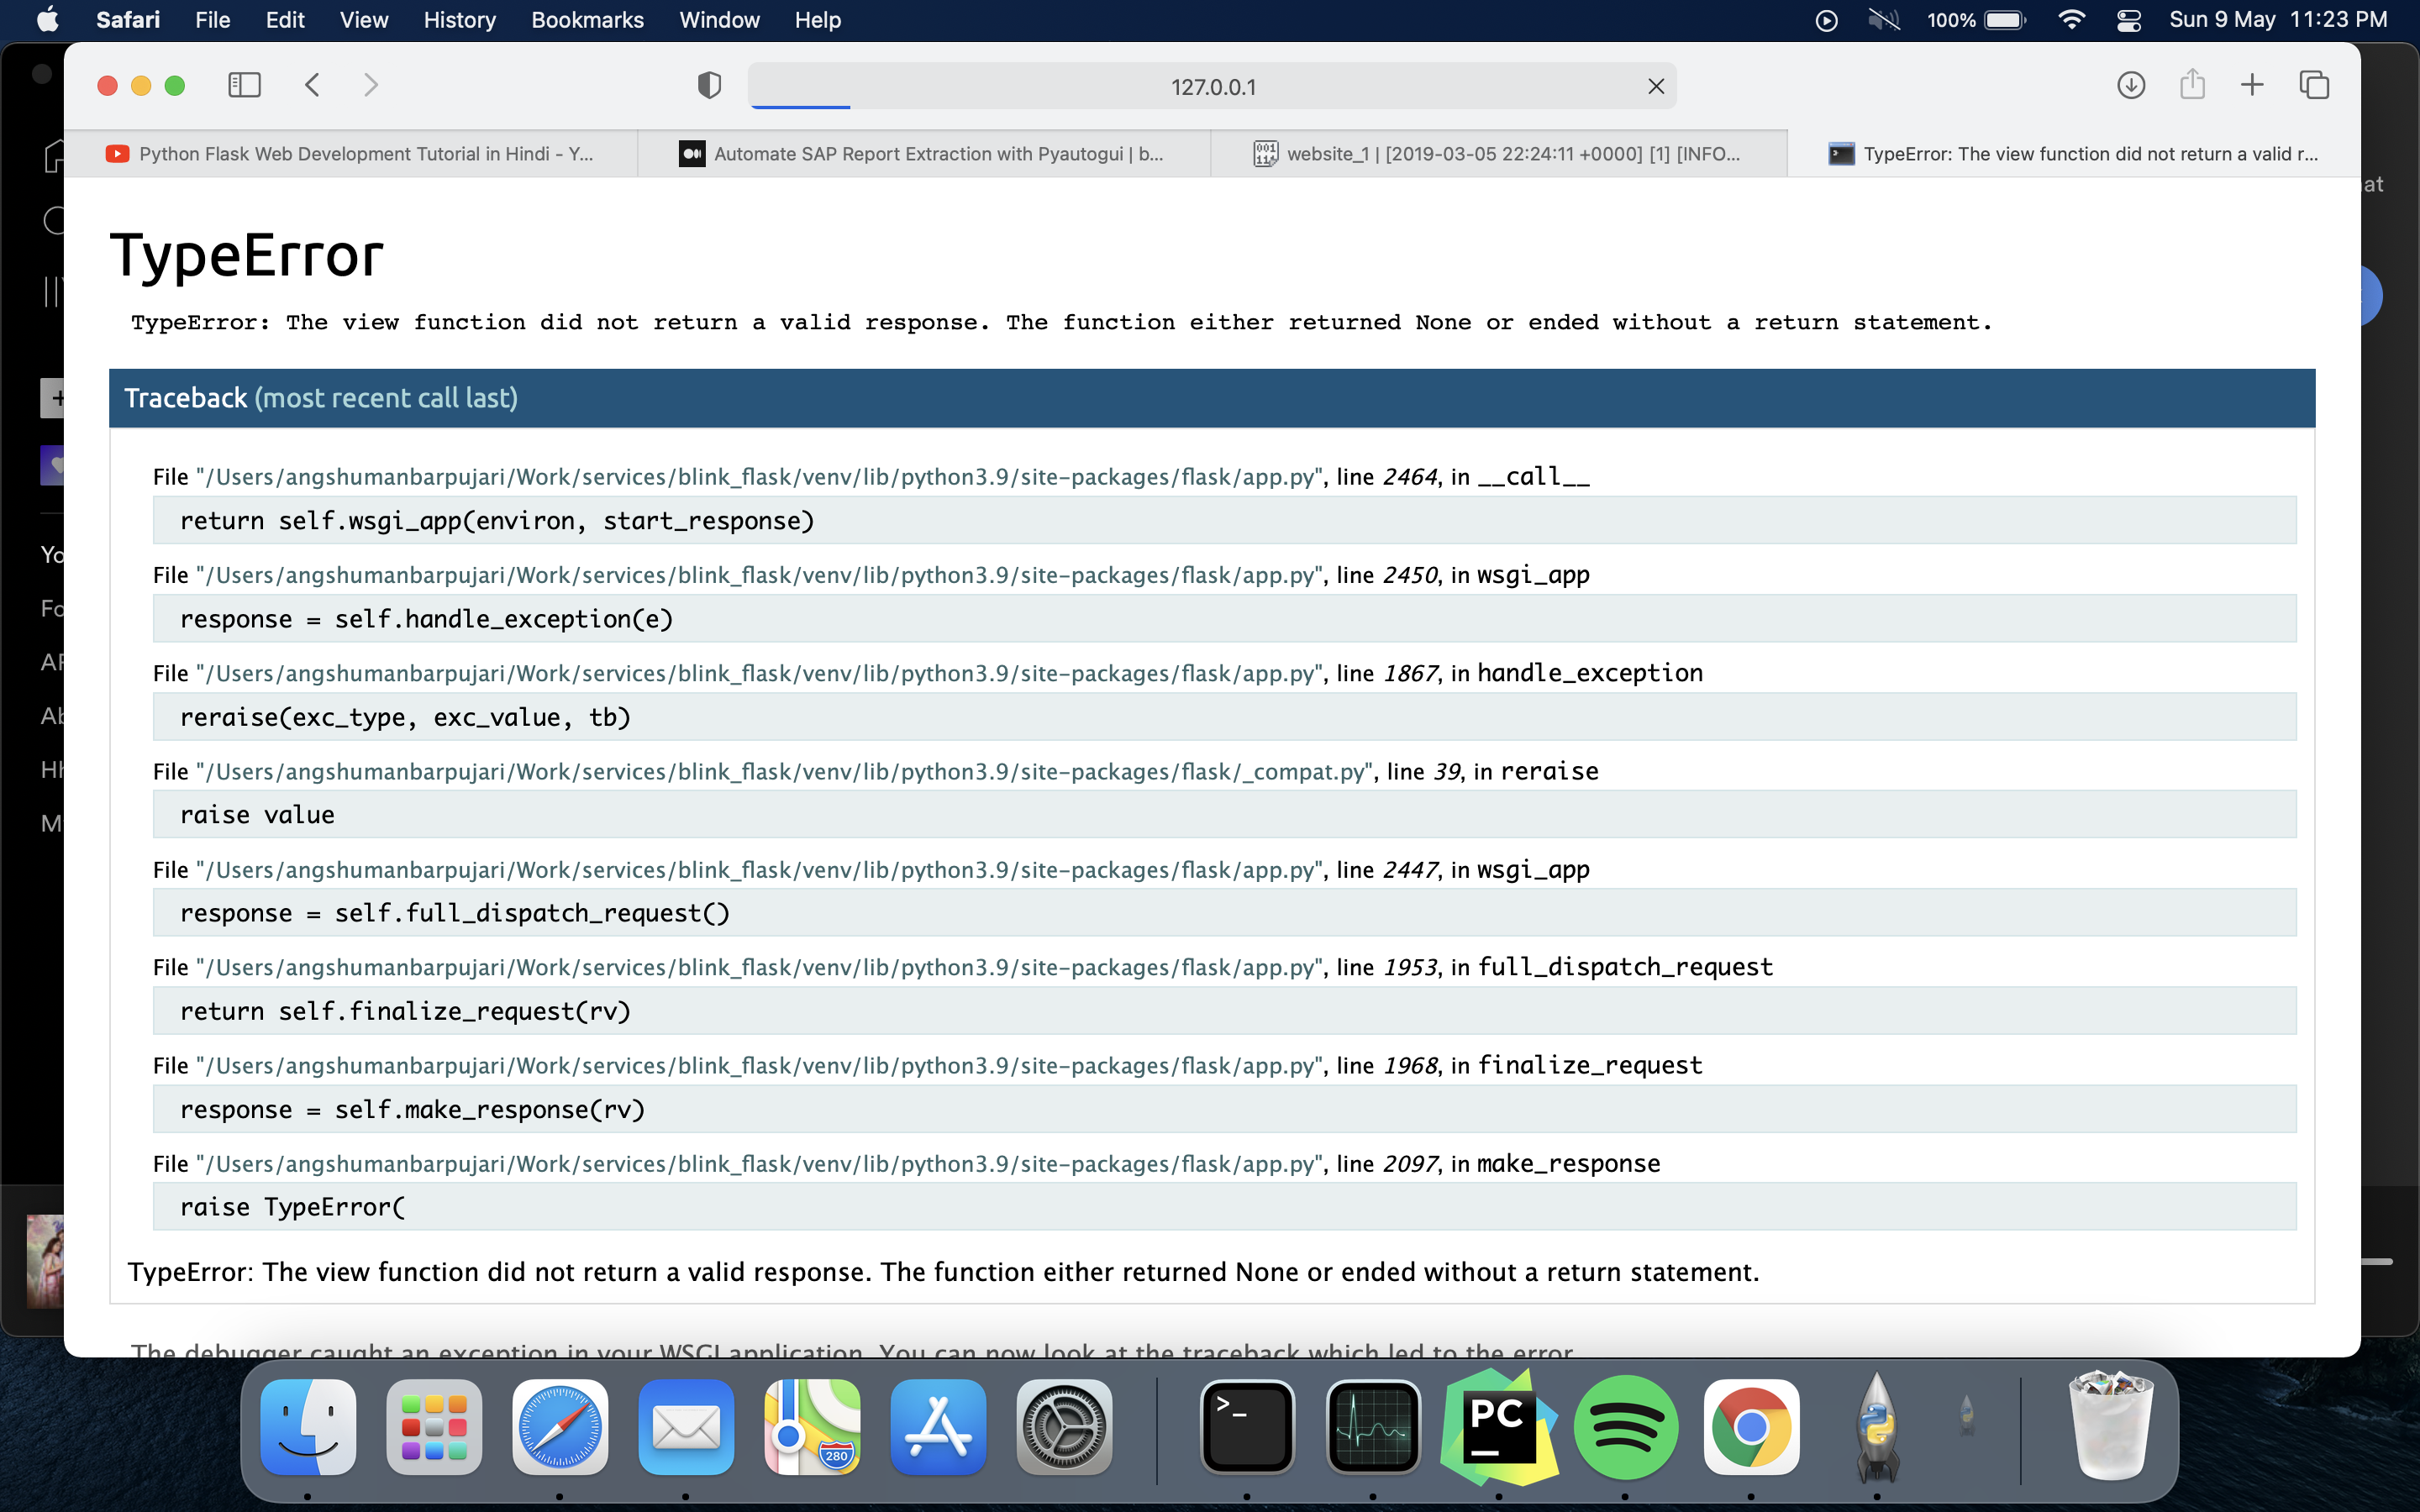 Safari File Edit View History Bookmarks Window Help 100% Sun 9 May 11:23 PM
127.0.0.1
Python Flask Web Development Tutorial in Hindi - Y...
Automate SAP Report Extraction with Pyautogui | b...
website_1 | [2019-03-05 22:24:11 +0000] [1] [INFO...
TypeError: The view function did not return a valid r...
at
TypeError
TypeError: The view function did not return a valid response. The function either returned None or ended without a return statement.
Traceback (most recent call last)
File "/Users/angshumanbarpujari/Work/services/blink_flask/venv/lib/python3.9/site-packages/flask/app.py", line 2464, in __call__
return self.wsgi_app(environ, start_response)
File "/Users/angshumanbarpujari/Work/services/blink_flask/venv/lib/python3.9/site-packages/flask/app.py", line 2450, in wsgi_app
response = self.handle_exception(e)
File "/Users/angshumanbarpujari/Work/services/blink_flask/venv/lib/python3.9/site-packages/flask/app.py", line 1867, in handle_exception
reraise(exc_type, exc_value, tb)
File "/Users/angshumanbarpujari/Work/services/blink_flask/venv/lib/python3.9/site-packages/flask/_compat.py", line 39, in reraise
raise value
File "/Users/angshumanbarpujari/Work/services/blink_flask/venv/lib/python3.9/site-packages/flask/app.py", line 2447, in wsgi_app
response = self.full_dispatch_request()
File "/Users/angshumanbarpujari/Work/services/blink_flask/venv/lib/python3.9/site-packages/flask/app.py", line 1953, in full_dispatch_request
return self.finalize_request(rv)
File "/Users/angshumanbarpujari/Work/services/blink_flask/venv/lib/python3.9/site-packages/flask/app.py", line 1968, in finalize_request
response = self.make_response(rv)
File "/Users/angshumanbarpujari/Work/services/blink_flask/venv/lib/python3.9/site-packages/flask/app.py", line 2097, in make_response
raise TypeError(
TypeError: The view function did not return a valid response. The function either returned None or ended without a return statement.
The debugger caught an exception in your WSGI application. You can now look at the traceback which led to the error
Yo
Fo
Ab
280
>_
PC